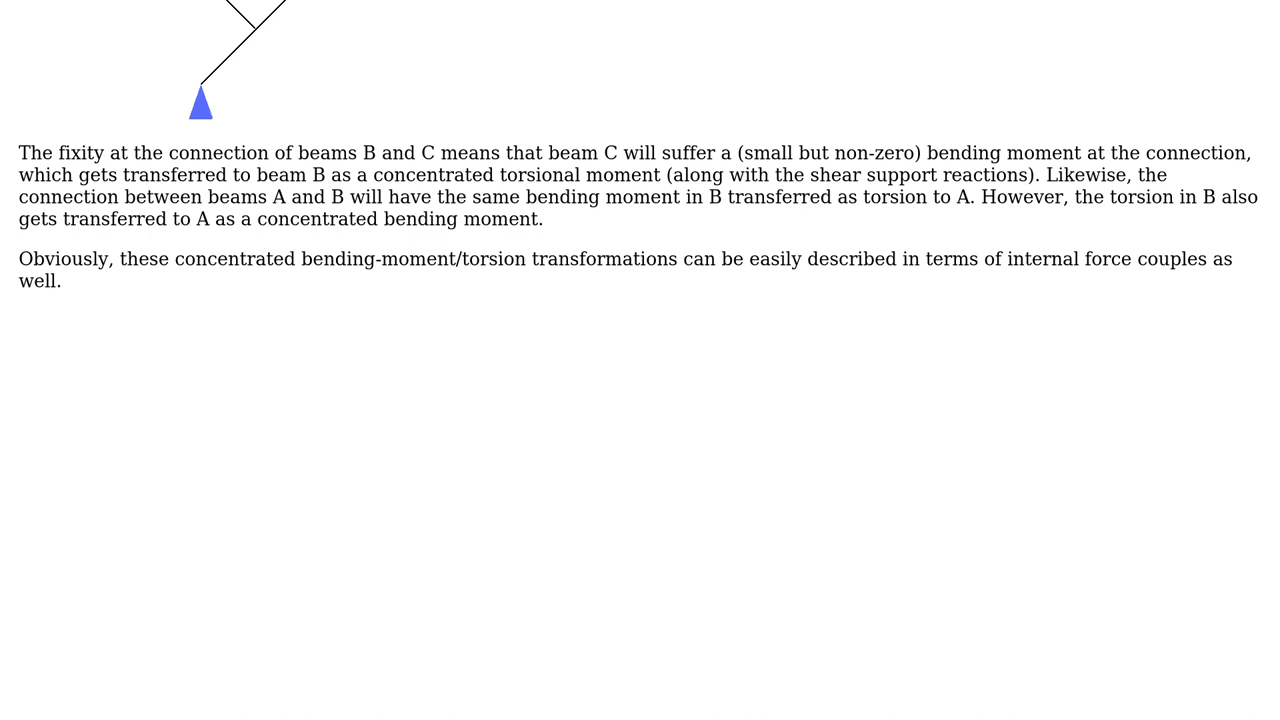 The fixity at the connection of beams B and C means that beam C will suffer a (small but non-zero) bending moment at the connection,
which gets transferred to beam B as a concentrated torsional moment (along with the shear support reactions). Likewise, the
connection between beams A and B will have the same bending moment in B transferred as torsion to A. However, the torsion in B also
gets transferred to A as a concentrated bending moment.
Obviously, these concentrated bending-moment/torsion transformations can be easily described in terms of internal force couples as
well.